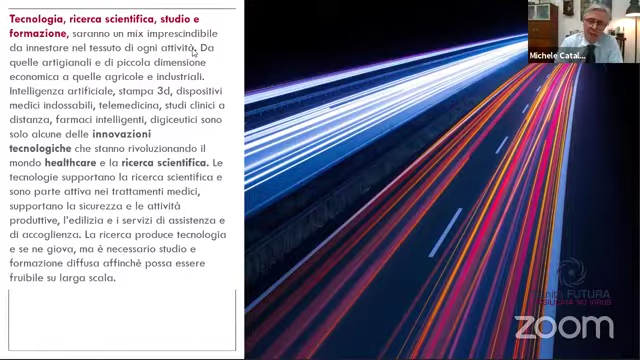 Tecnologia, ricerca scientifica, studio e
formazione, saranno un mix imprescindibile
da innestare nel tessuto di ogni attività. Da
quelle artigianali e di piccola dimensione
economica a quelle agricole e industriali.
Intelligenza artificiale, stampa 3d, dispositivi
medici indossabili, telemedicina, studi clinici a
distanza, farmaci intelligenti, digiceutici sono
solo alcune delle innovazioni
tecnologiche che stanno rivoluzionando il
mondo healthcare e la ricerca scientifica. Le
tecnologie supportano la ricerca scientifica e
sono parte attiva nei trattamenti medici,
supportano la sicurezza e le attività
produttive, l'edilizia e i servizi di assistenza e
di accoglienza. La ricerca produce tecnologia
e se ne giova, ma è necessario studio e
formazione diffusa affinchè possa essere
fruibile su larga scala.
Michele Catal...
FUTURA
zoom